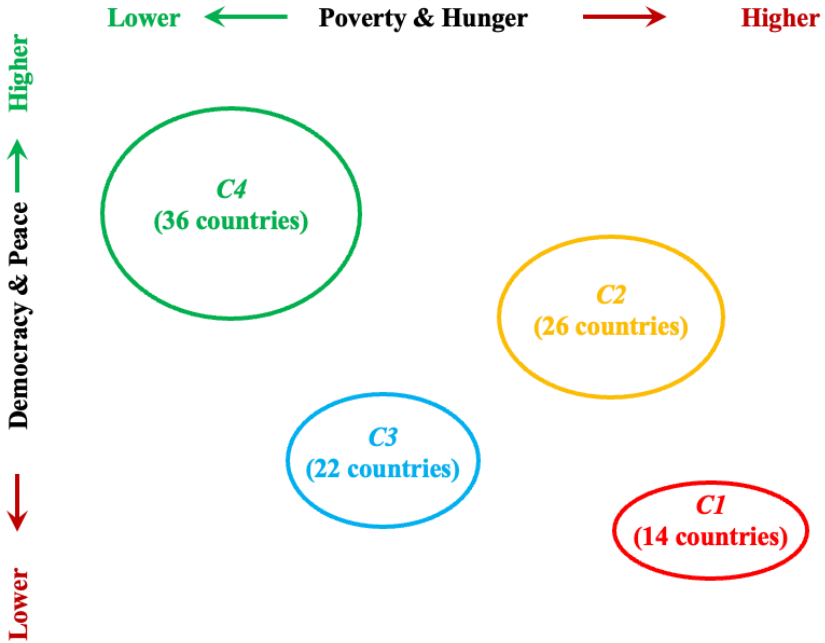 Lower Poverty & Hunger Higher
Higher
Democracy & Peace
Lower
C4
(36 countries)
C2
(26 countries)
C3
(22 countries)
C1
(14 countries)